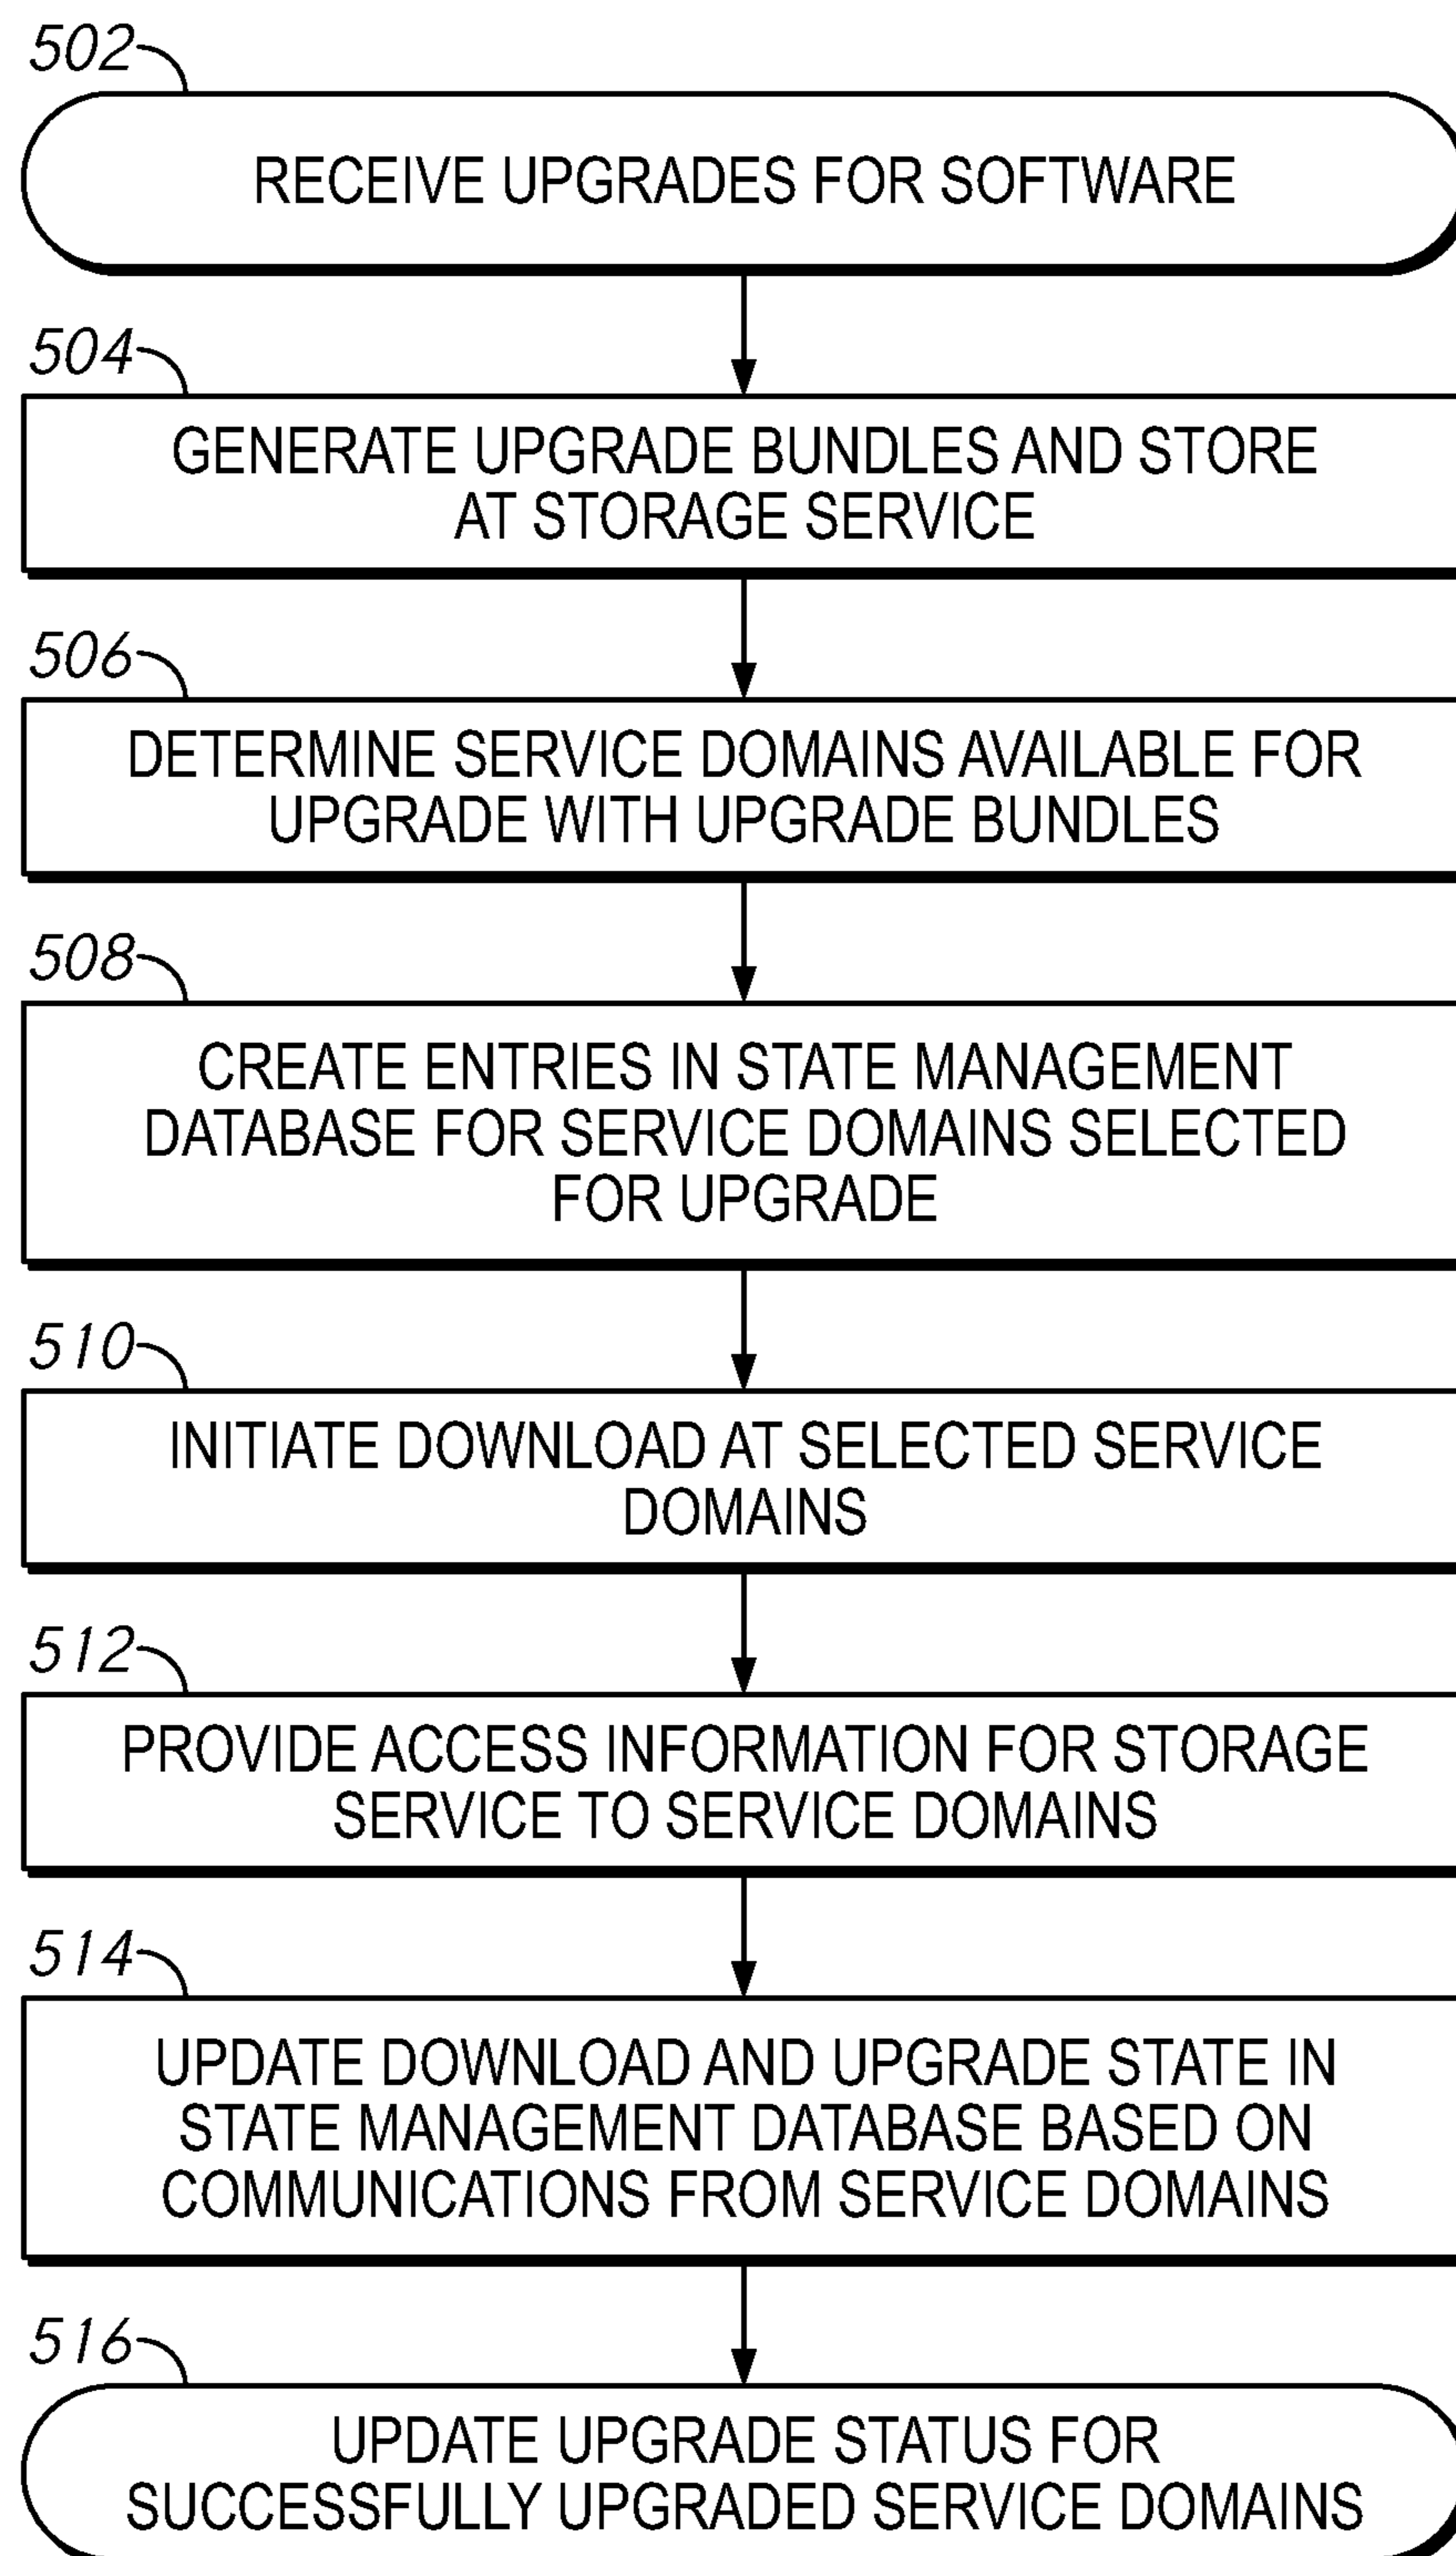 502
RECEIVE UPGRADES FOR SOFTWARE
504
GENERATE UPGRADE BUNDLES AND STORE
AT STORAGE SERVICE
506
DETERMINE SERVICE DOMAINS AVAILABLE FOR
UPGRADE WITH UPGRADE BUNDLES
508
CREATE ENTRIES IN STATE MANAGEMENT
DATABASE FOR SERVICE DOMAINS SELECTED
FOR UPGRADE
510
INITIATE DOWNLOAD AT SELECTED SERVICE
DOMAINS
512
PROVIDE ACCESS INFORMATION FOR STORAGE
SERVICE TO SERVICE DOMAINS
514
UPDATE DOWNLOAD AND UPGRADE STATE IN
STATE MANAGEMENT DATABASE BASED ON
COMMUNICATIONS FROM SERVICE DOMAINS
516
UPDATE UPGRADE STATUS FOR
SUCCESSFULLY UPGRADED SERVICE DOMAINS